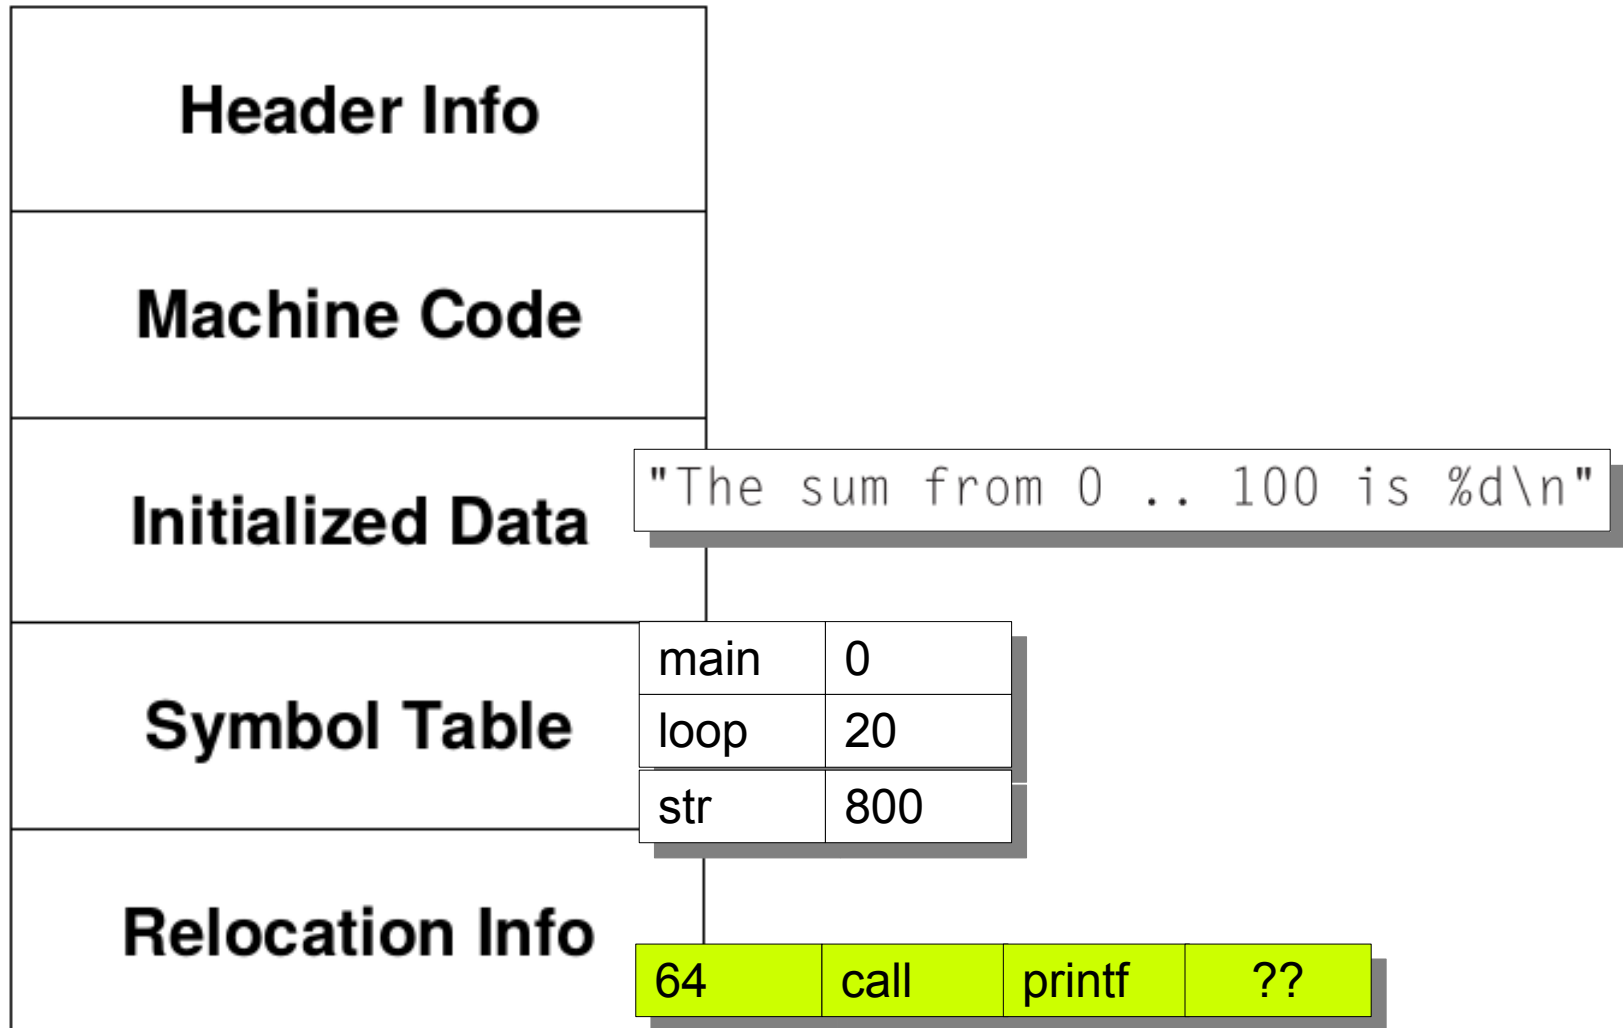 Header Info
Machine Code
Initialized Data
"The sum from 0 .. 100 is %d\n"
Symbol Table
main 0
loop 20
str 800
Relocation Info
64 call printf ??